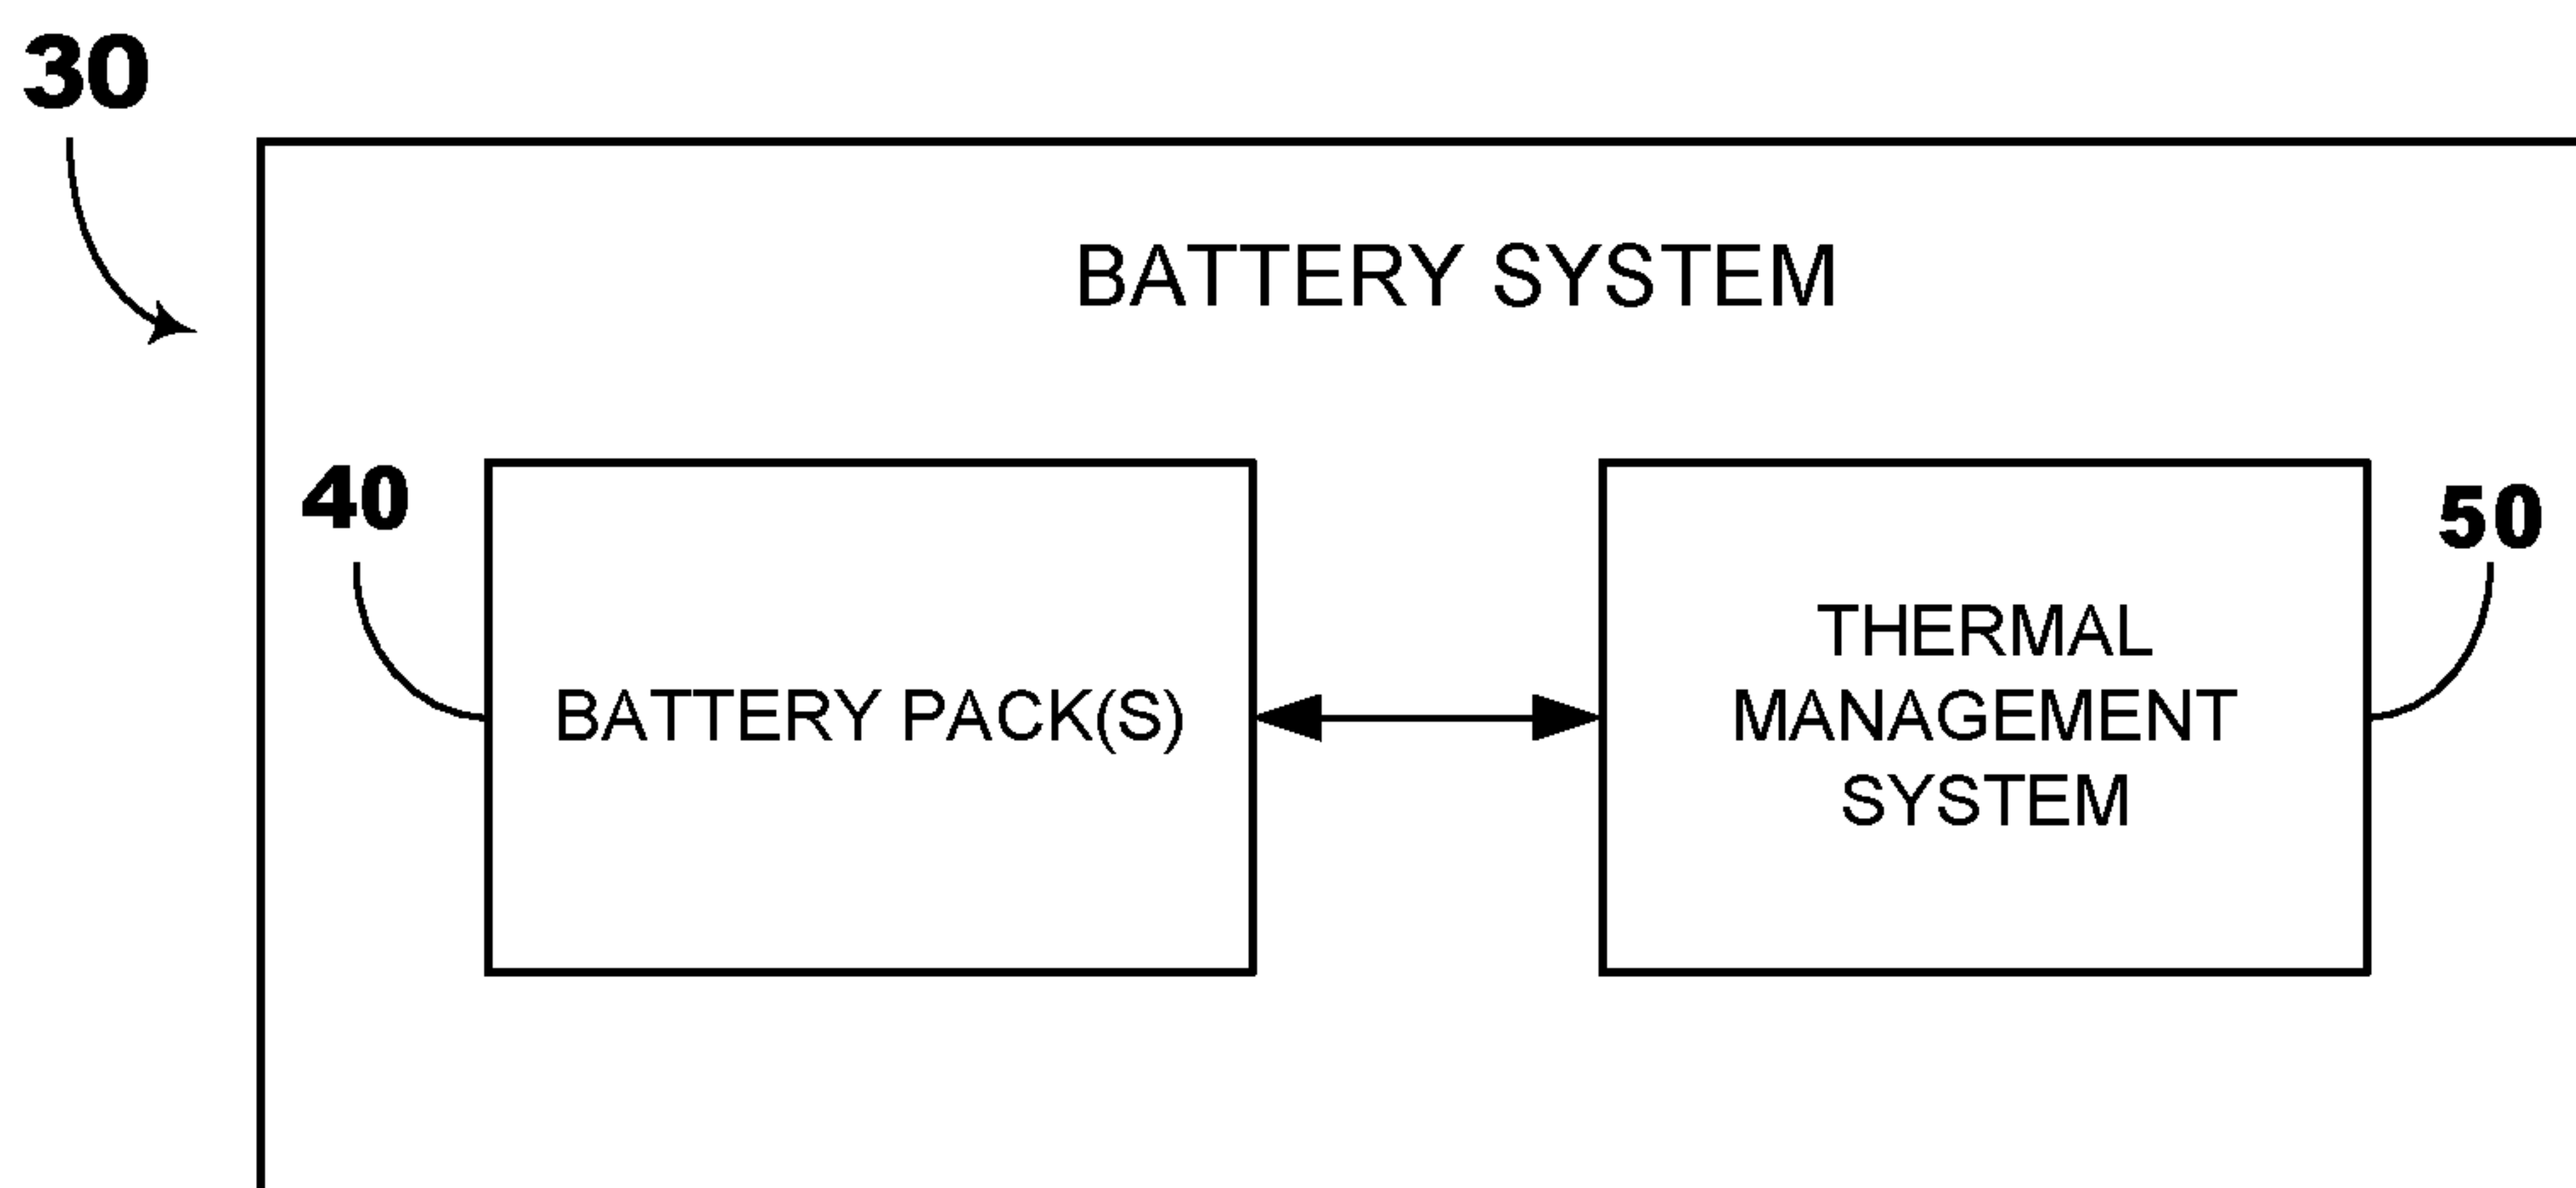 30
BATTERY SYSTEM
40
50
BATTERY PACK(S)
THERMAL
MANAGEMENT
SYSTEM